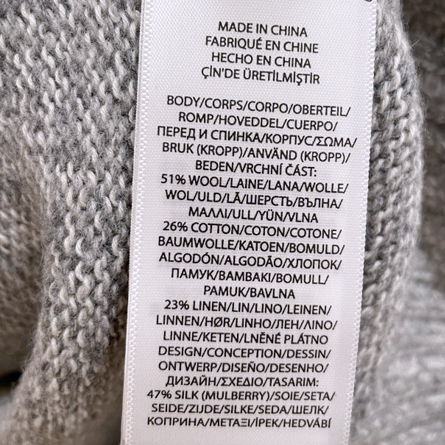 MADE IN CHINA
FABRIQUÉ EN CHINE
HECHO EN CHINA
ÇİN'DE ÜRETİLMİŞTİR
BODY/CORPS/CORPO/OBERTEIL/
ROMP/HOVEDDEL/CUERPO/
ПЕРЕД И СПИНКА/КОРПУС/ΣΩΜΑ/
BRUK (KROPP)/ANVÄND (KROPP)/
BEDEN/VRCHNÍ ČÁST:
51% WOOL/LAINE/LANA/WOLLE/
WOL/ULD/LÃ/ШЕРСТЬ/ВЪЛНА/
ΜΑΛΛΙ/ULL/YÜN/VLNA
26% COTTON/COTON/COTONE/
BAUMWOLLE/KATOEN/BOMULD/
ALGODÓN/ALGODÃO/ХЛОПОК/
ПАМУК/ΒΑΜΒΑΚΙ/BOMULL/
PAMUK/BAVLNA
23% LINEN/LIN/LINO/LEINEN/
LINNEN/HØR/LINHO/ЛЕН/ΛΙΝΟ/
LINNE/KETEN/LNĚNÉ PLÁTNO
DESIGN/CONCEPTION/DESSIN/
ONTWERP/DISEÑO/DESENHO/
ДИЗАЙН/ΣΧΕΔΙΟ/TASARIM:
47% SILK (MULBERRY)/SOIE/SETA/
SEIDE/ZIJDE/SILKE/SEDA/ШЕЛК/
КОПРИНА/ΜΕΤΑΞΙ/İPEK/HEDVÁBÍ